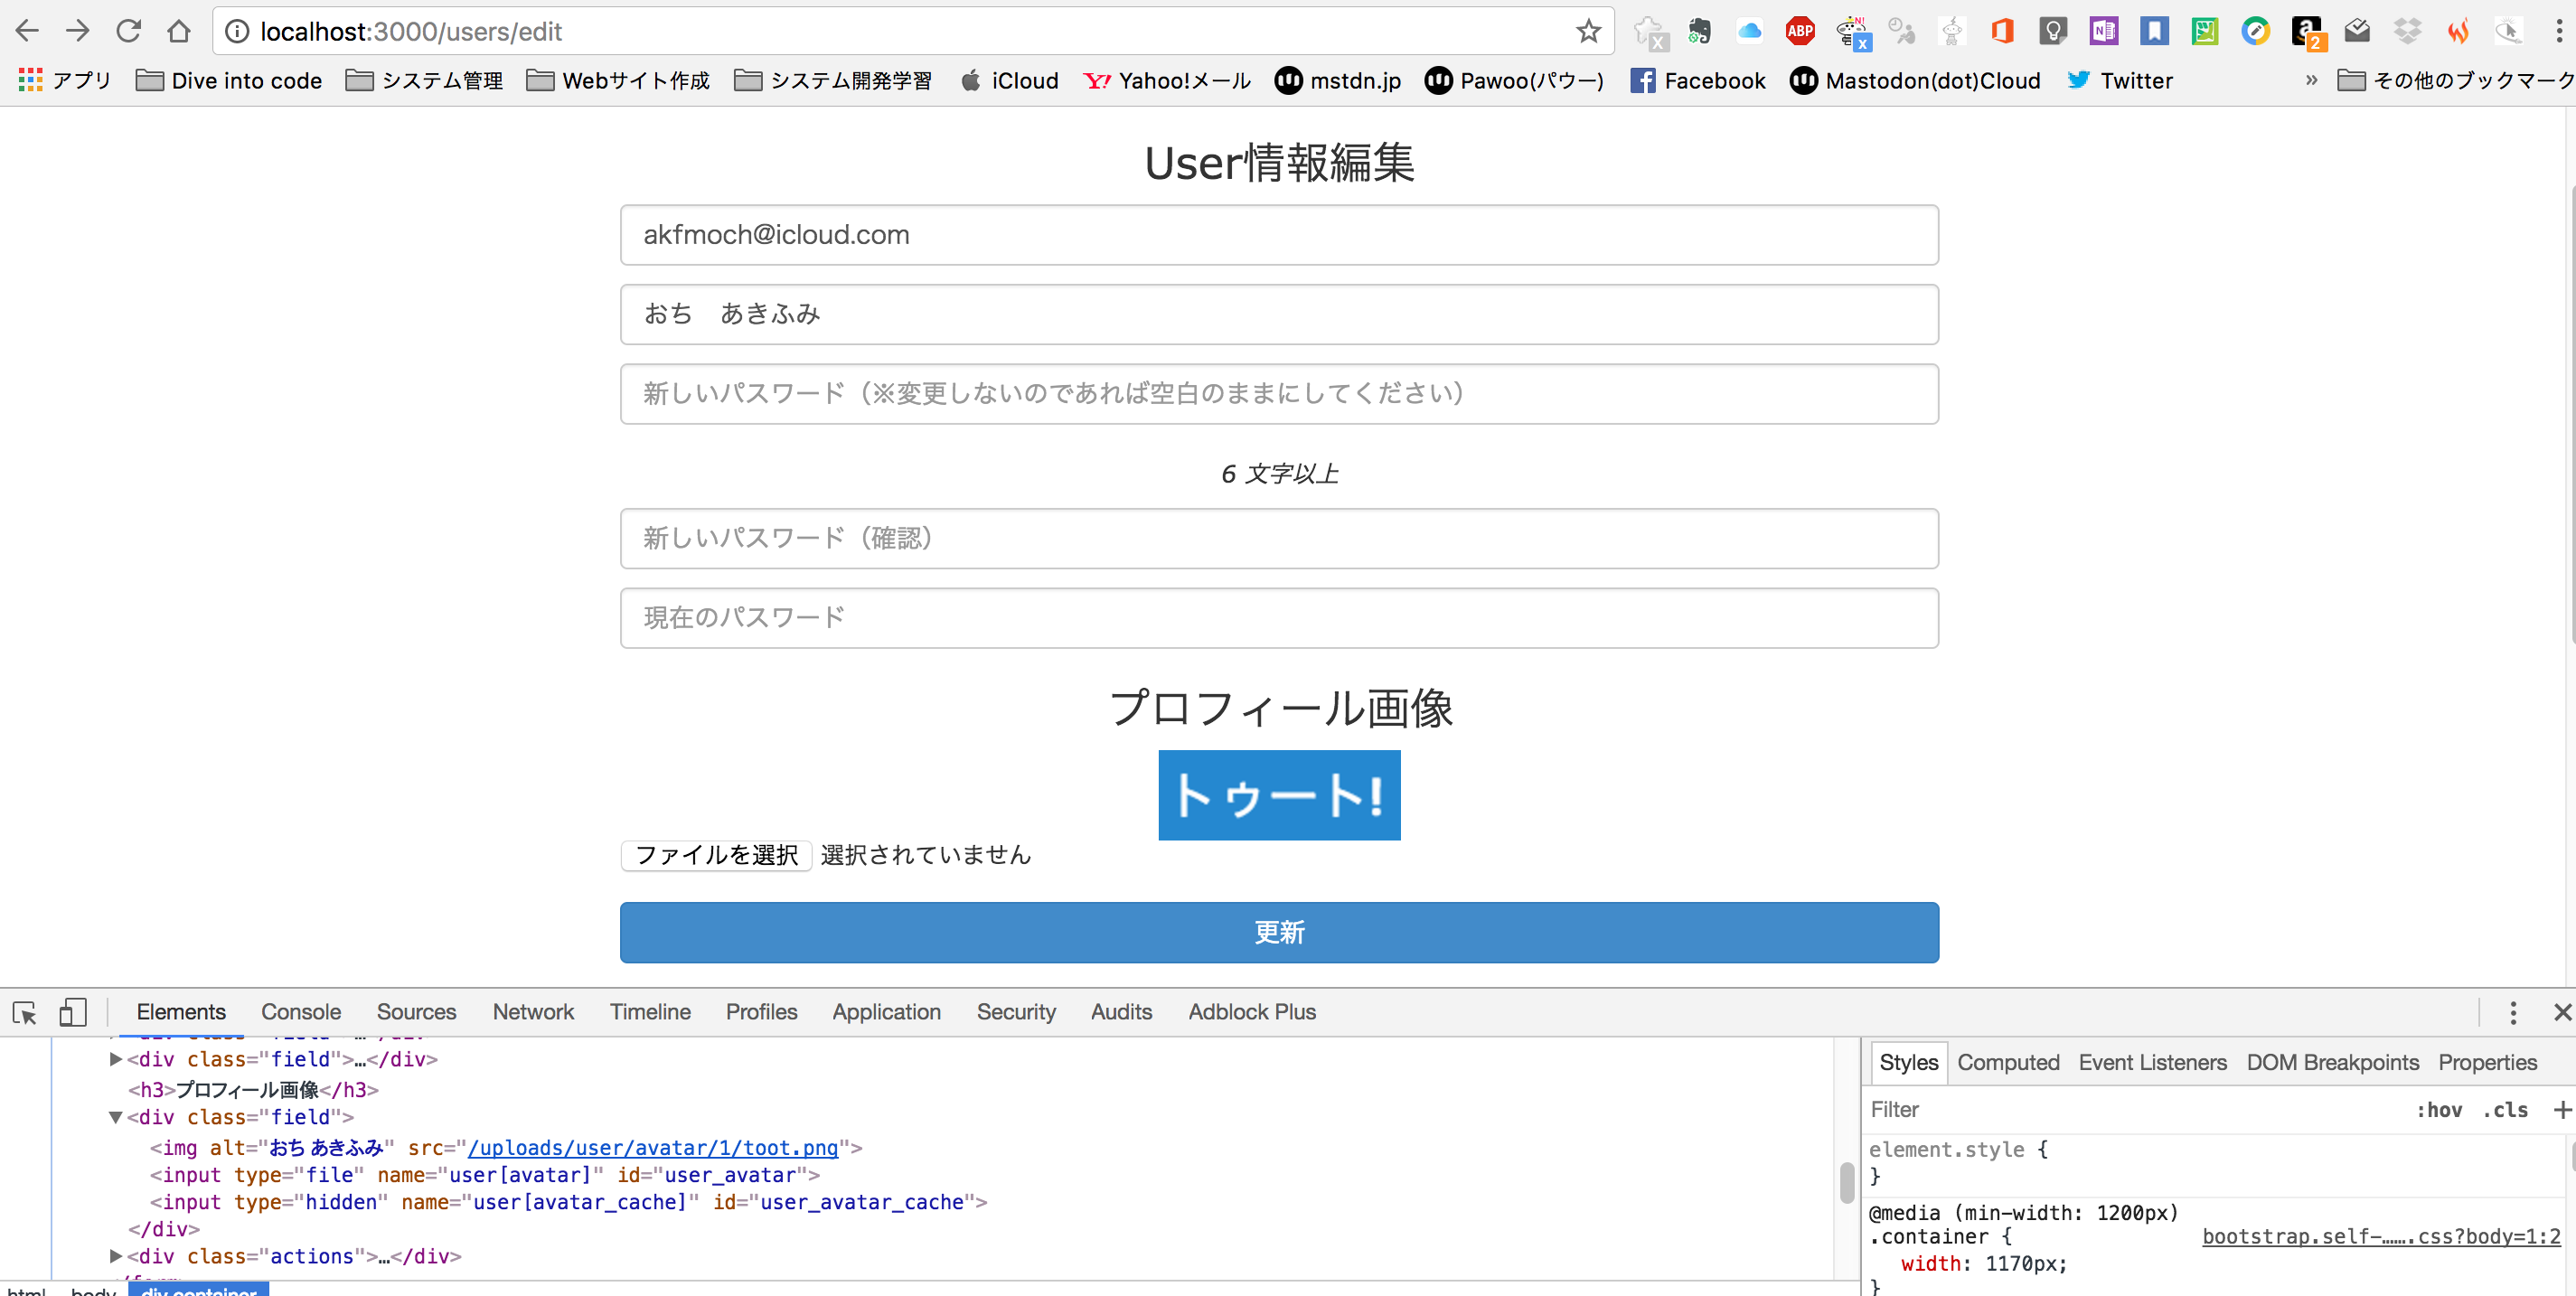 localhost:3000/users/edit
アプリ Dive into code システム管理 Webサイト作成 システム開発学習 iCloud Yahoo!メール mstdn.jp Pawoo(パウー) Facebook Mastodon(dot)Cloud Twitter » その他のブックマーク
User情報編集
akfmoch@icloud.com
おち　あきふみ
新しいパスワード（※変更しないのであれば空白のままにしてください）
6 文字以上
新しいパスワード（確認）
現在のパスワード
プロフィール画像
トゥート!
ファイルを選択 選択されていません
更新
Elements Console Sources Network Timeline Profiles Application Security Audits Adblock Plus
<div class="field">…</div>
<h3>プロフィール画像</h3>
<div class="field">
<img alt="おち あきふみ" src="/uploads/user/avatar/1/toot.png">
<input type="file" name="user[avatar]" id="user_avatar">
<input type="hidden" name="user[avatar_cache]" id="user_avatar_cache">
</div>
<div class="actions">…</div>
html body div.container
Styles Computed Event Listeners DOM Breakpoints Properties
Filter :hov .cls +
element.style {
}
@media (min-width: 1200px)
.container { bootstrap.self-…….css?body=1:2
width: 1170px;
}